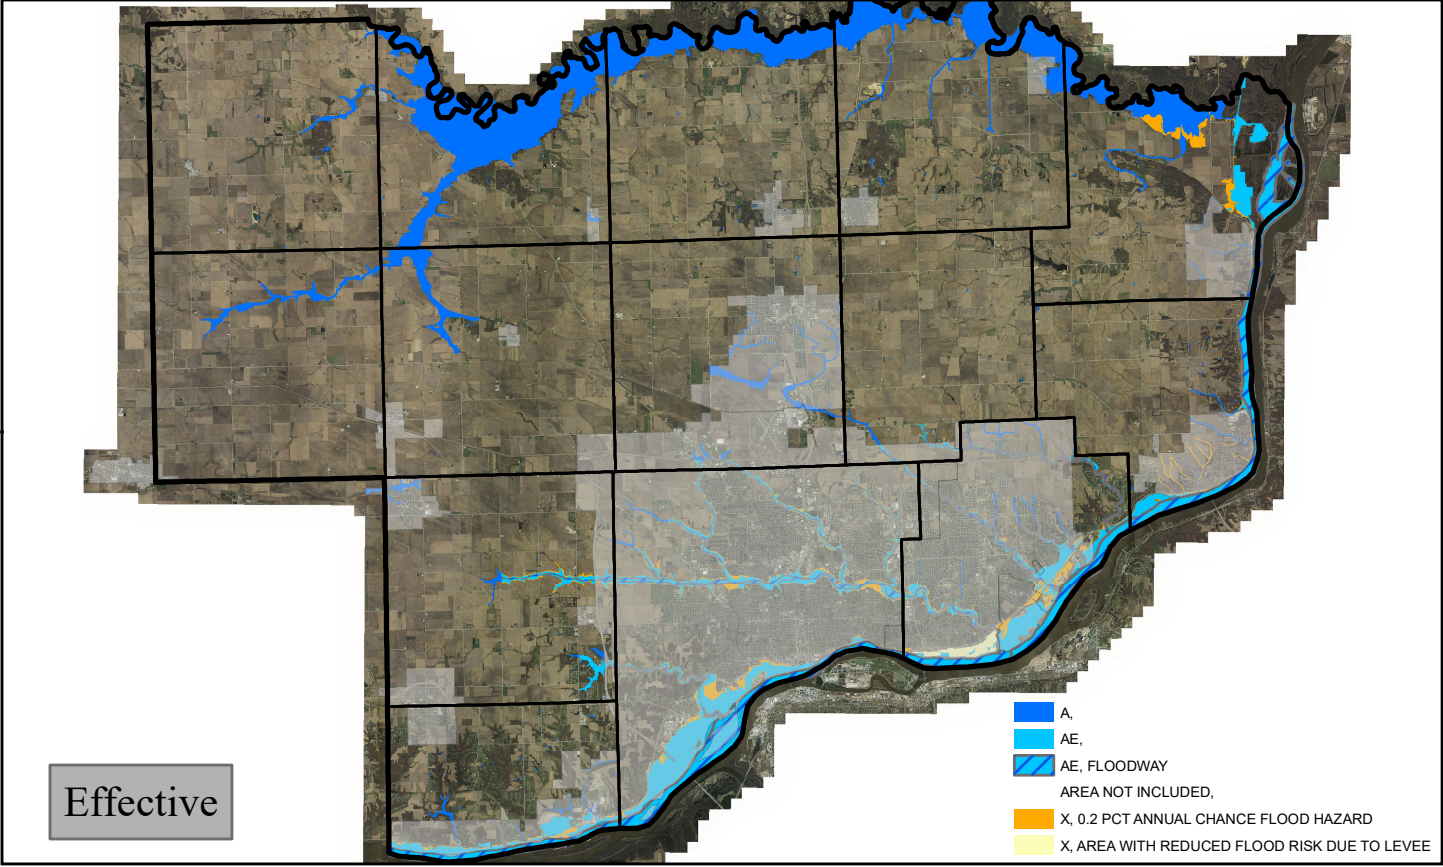 A,
AE,
AE, FLOODWAY
AREA NOT INCLUDED,
X, 0.2 PCT ANNUAL CHANCE FLOOD HAZARD
X, AREA WITH REDUCED FLOOD RISK DUE TO LEVEE
Effective